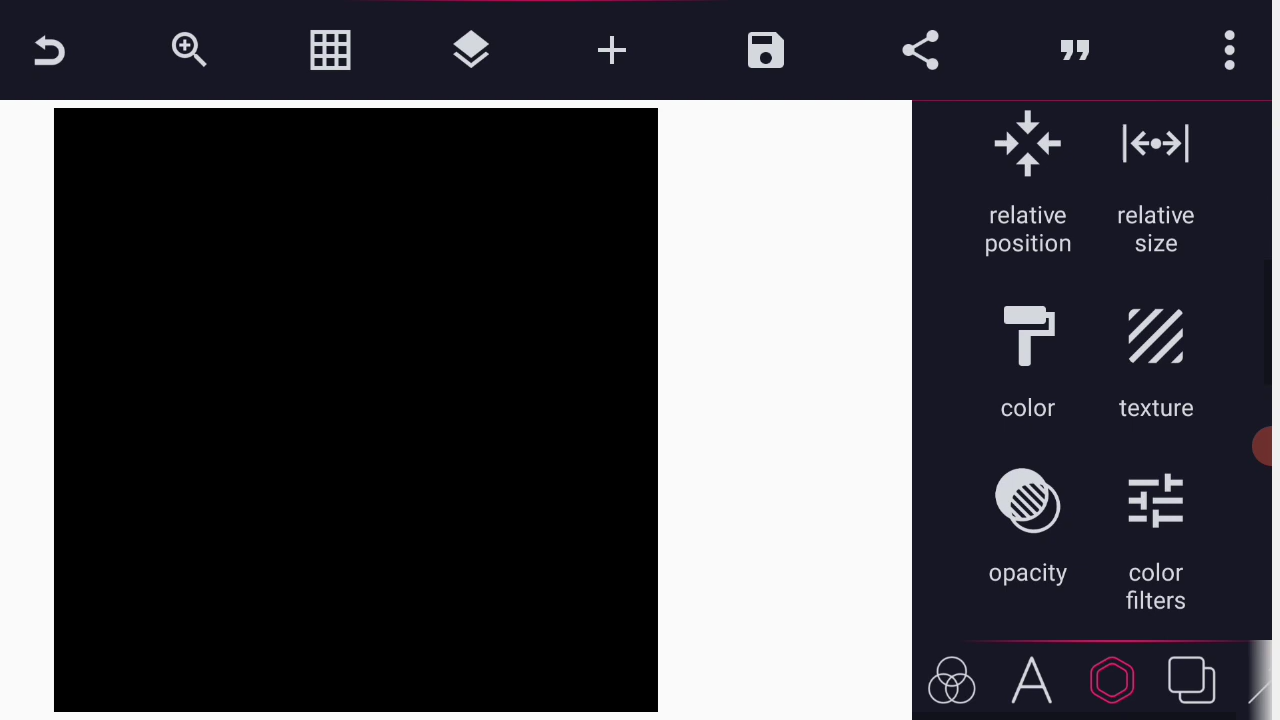 relative
position
relative
size
color
texture
opacity
color
filters